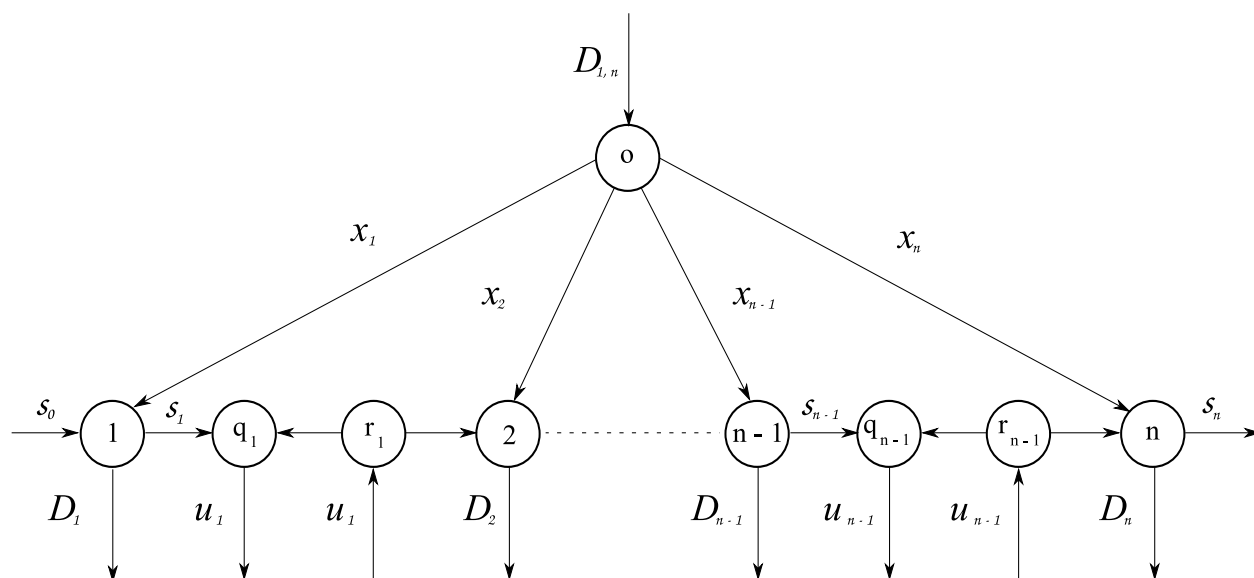 D₁,ₙ
o
x₁
xₙ
x₂
xₙ₋₁
s₀ 1 s₁ q₁ r₁ 2 n - 1 sₙ₋₁ qₙ₋₁ rₙ₋₁ n sₙ
D₁ u₁ u₁ D₂ Dₙ₋₁ uₙ₋₁ uₙ₋₁ Dₙ